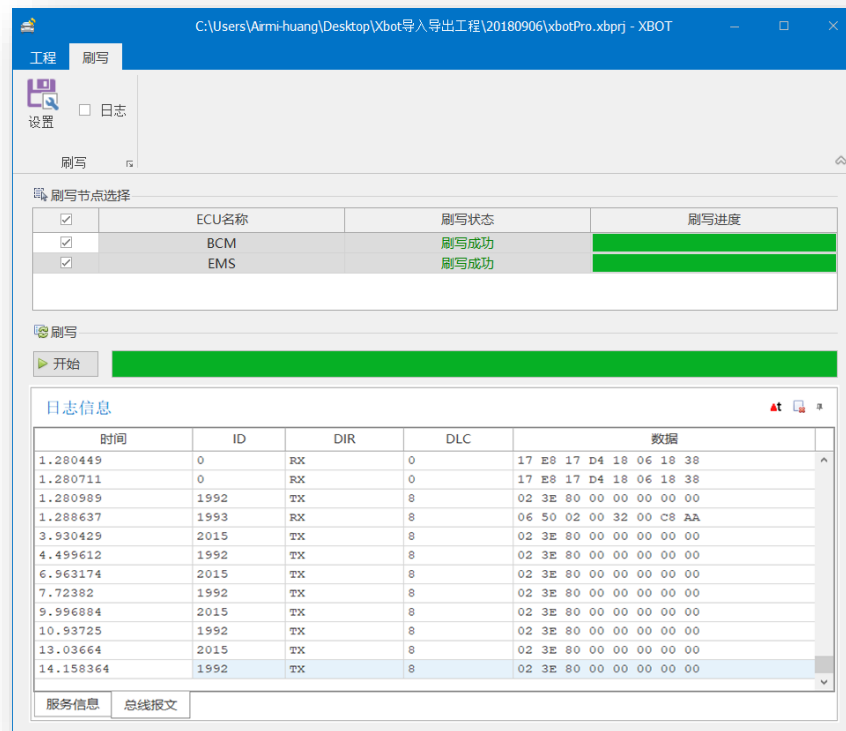 C:\Users\Airmi-huang\Desktop\Xbot导入导出工程\20180906\xbotPro.xbprj - XBOT
工程 刷写
设置 日志
刷写
刷写节点选择
ECU名称 刷写状态 刷写进度
BCM 刷写成功
EMS 刷写成功
刷写
开始
日志信息
时间 ID DIR DLC 数据
1.280449 0 RX 0 17 E8 17 D4 18 06 18 38
1.280711 0 RX 0 17 E8 17 D4 18 06 18 38
1.280989 1992 TX 8 02 3E 80 00 00 00 00 00
1.288637 1993 RX 8 06 50 02 00 32 00 C8 AA
3.930429 2015 TX 8 02 3E 80 00 00 00 00 00
4.499612 1992 TX 8 02 3E 80 00 00 00 00 00
6.963174 2015 TX 8 02 3E 80 00 00 00 00 00
7.72382 1992 TX 8 02 3E 80 00 00 00 00 00
9.996884 2015 TX 8 02 3E 80 00 00 00 00 00
10.93725 1992 TX 8 02 3E 80 00 00 00 00 00
13.03664 2015 TX 8 02 3E 80 00 00 00 00 00
14.158364 1992 TX 8 02 3E 80 00 00 00 00 00
服务信息 总线报文